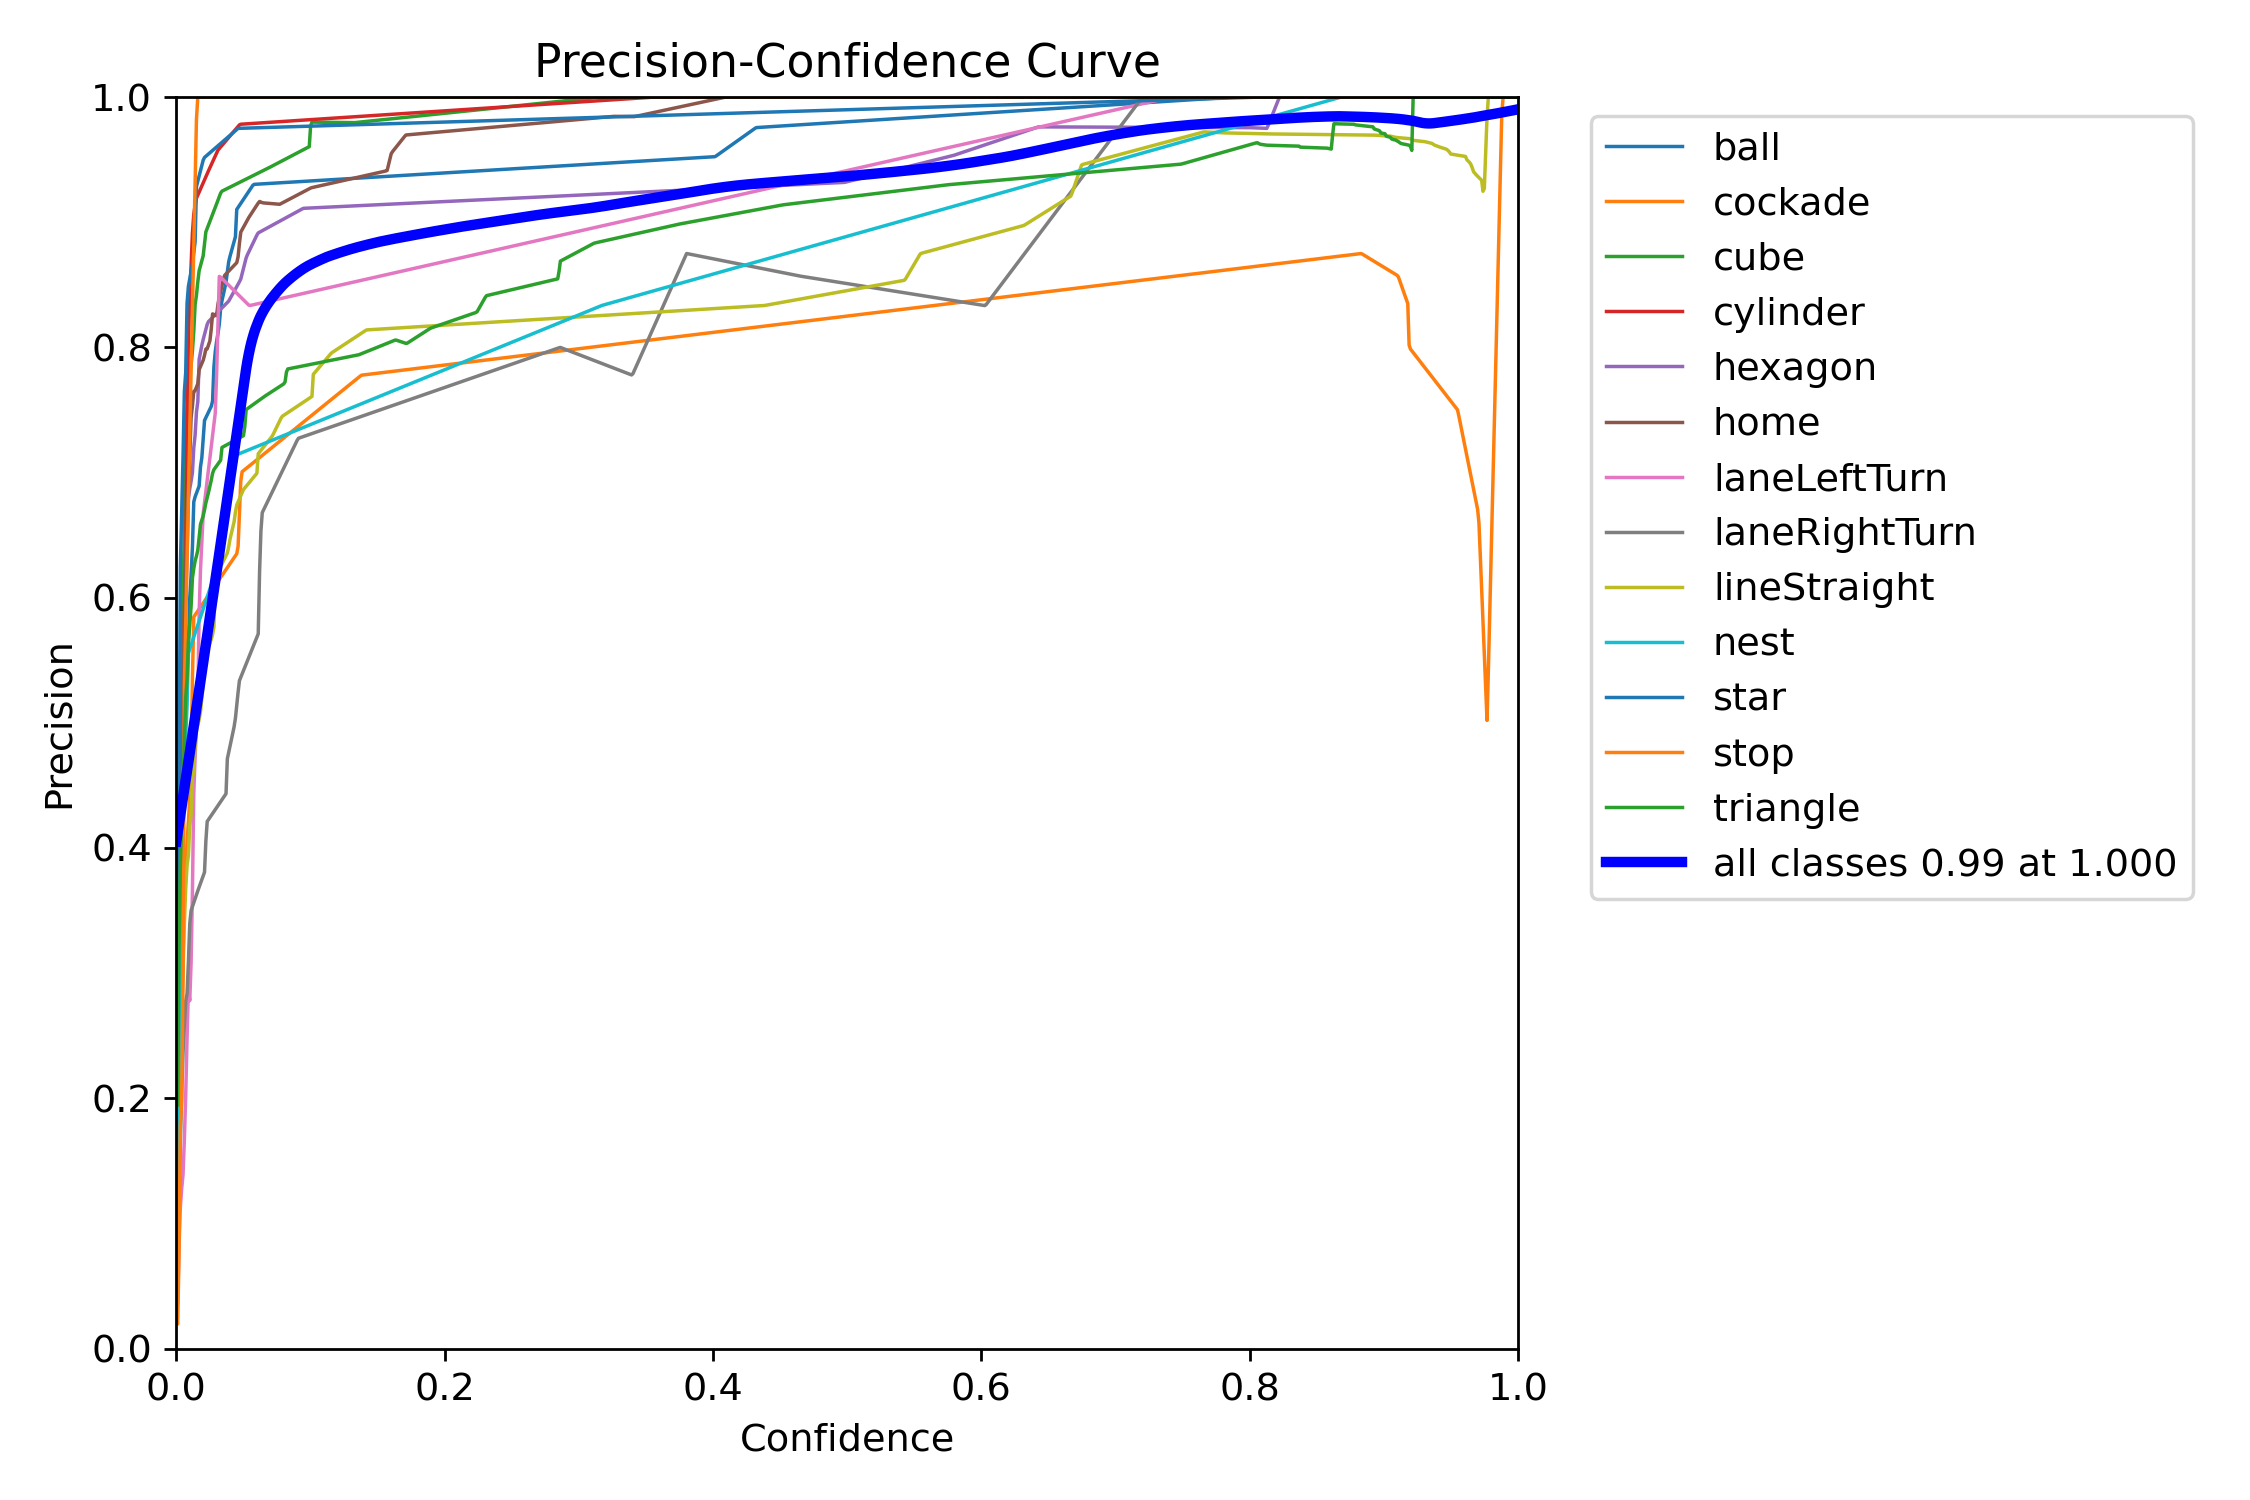 Precision-Confidence Curve
1.0
0.8
0.6
0.4
0.2
0.0
Precision
0.0 0.2 0.4 0.6 0.8 1.0
Confidence
ball
cockade
cube
cylinder
hexagon
home
laneLeftTurn
laneRightTurn
lineStraight
nest
star
stop
triangle
all classes 0.99 at 1.000